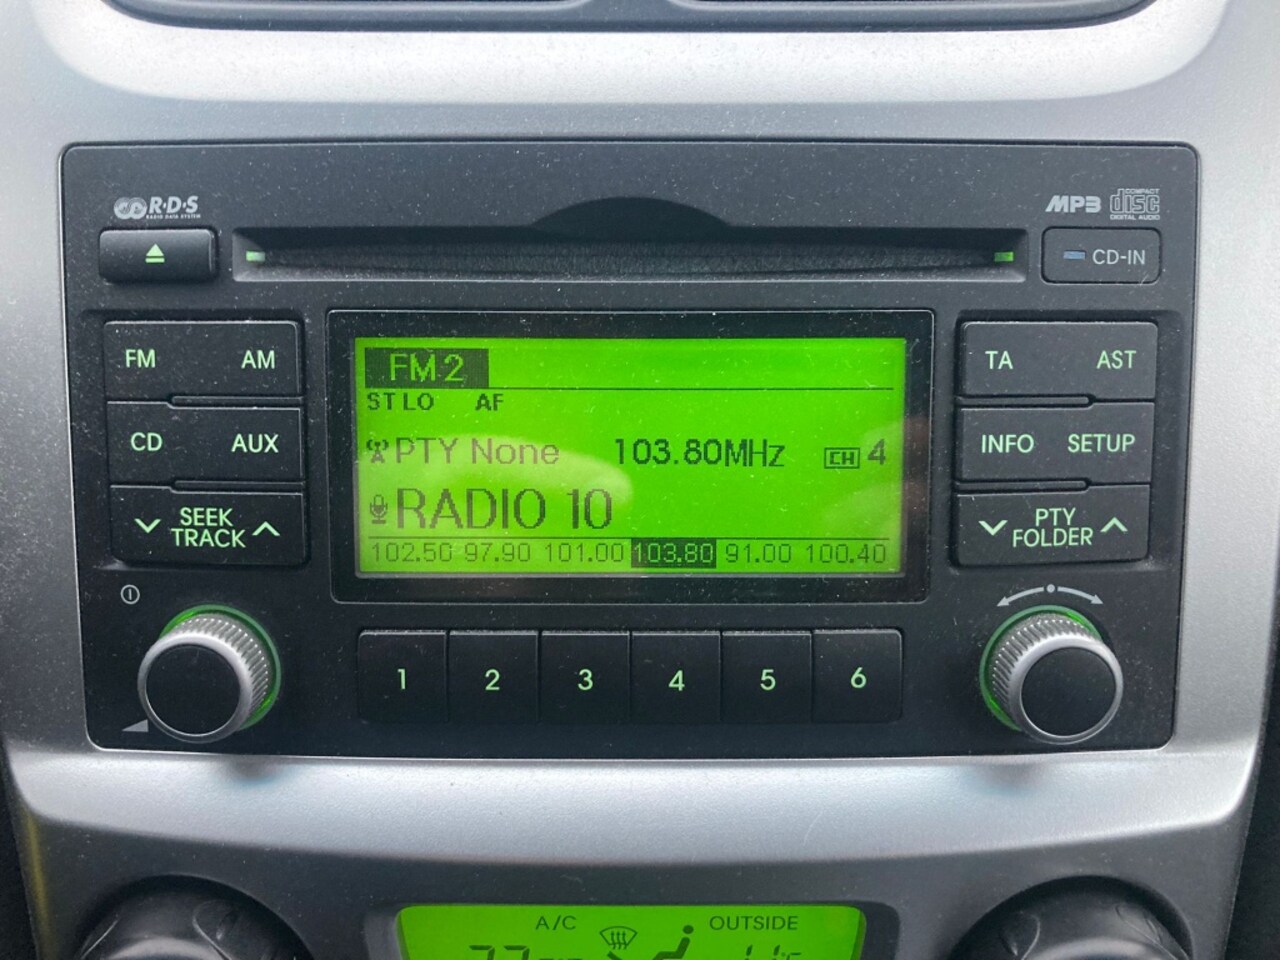 R·D·S
RADIO DATA SYSTEM
MP3
COMPACT
disc
DIGITAL AUDIO
CD-IN
FM AM
CD AUX
SEEK
TRACK
FM2
ST LO AF
PTY None 103.80MHz CH 4
RADIO 10
102.50 97.90 101.00 103.80 91.00 100.40
TA AST
INFO SETUP
PTY
FOLDER
1 2 3 4 5 6
A/C OUTSIDE